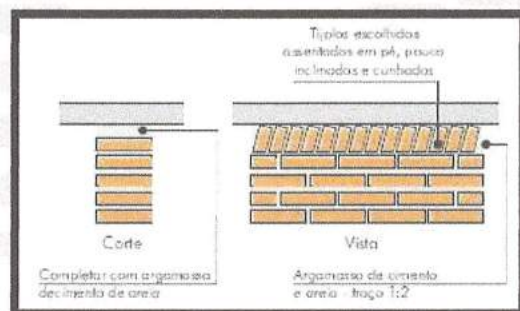 Tijolos escolhidos
assentados em pé, pouco
inclinados e cunhados
Corte
Vista
Completar com argamassa
decimento de areia
Argamassa de cimento
e areia - traço 1:2